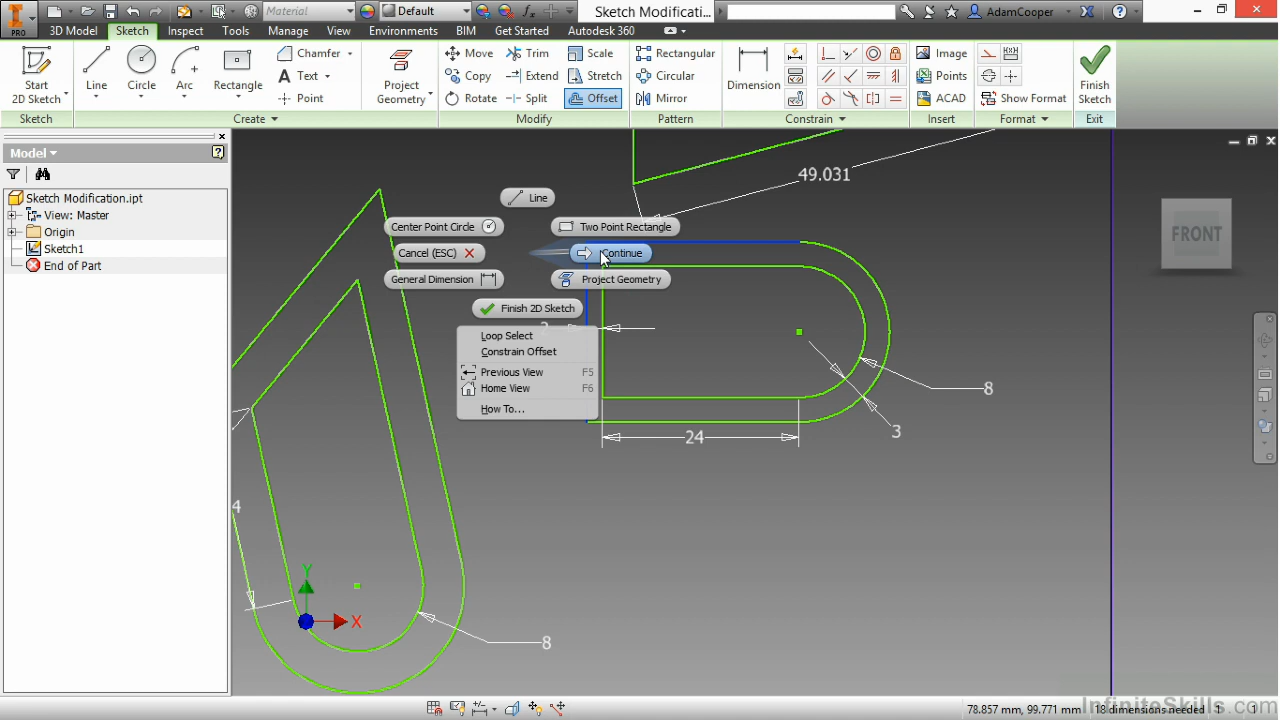 Material
Default
Sketch Modificati...
AdamCooper
PRO
3D Model
Sketch
Inspect
Tools
Manage
View
Environments
BIM
Get Started
Autodesk 360
Start
2D Sketch
Line
Circle
Arc
Rectangle
Chamfer
Text
Point
Project
Geometry
Move
Copy
Rotate
Trim
Extend
Split
Scale
Stretch
Offset
Rectangular
Circular
Mirror
Dimension
Image
Points
ACAD
Show Format
Finish
Sketch
Sketch
Create
Modify
Pattern
Constrain
Insert
Format
Exit
Model
Sketch Modification.ipt
View: Master
Origin
Sketch1
End of Part
Line
Center Point Circle
Two Point Rectangle
Cancel (ESC)
Continue
General Dimension
Project Geometry
Finish 2D Sketch
Loop Select
Constrain Offset
Previous View F5
Home View F6
How To...
49.031
FRONT
8
3
24
4
8
Y
X
78.857 mm, 99.771 mm
18 dimensions needed
1
1
InfiniteSkills.com